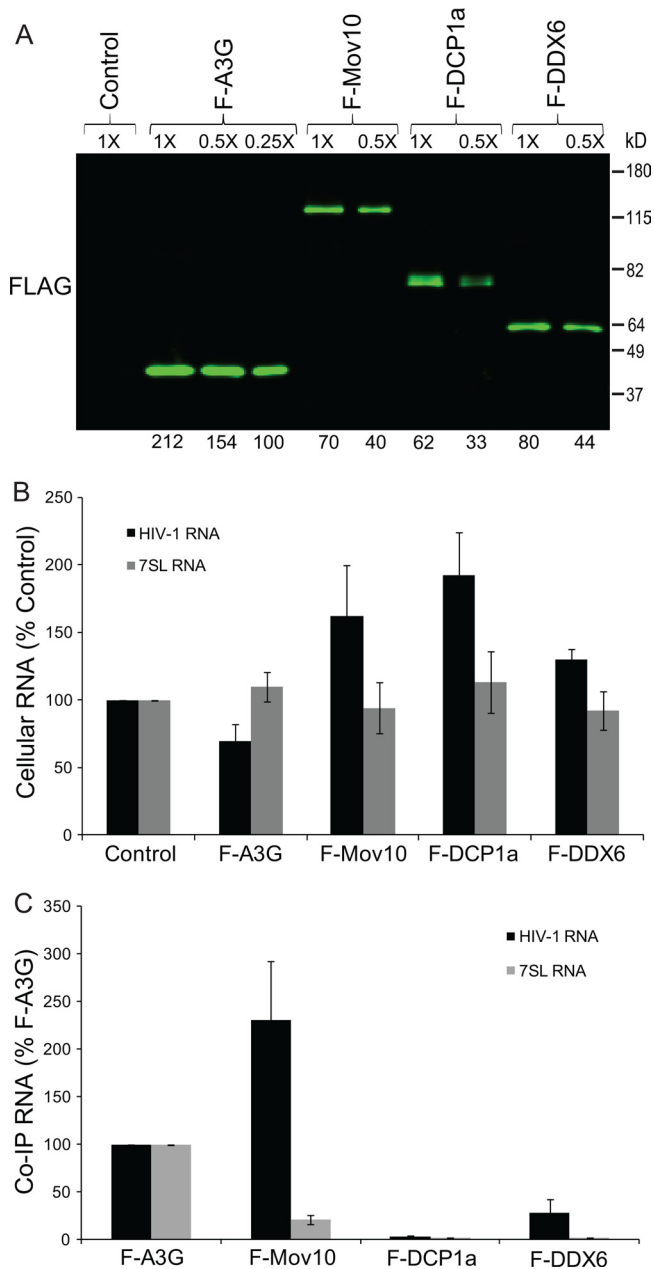 A
Control
F-A3G
F-Mov10
F-DCP1a
F-DDX6
1X 1X 0.5X 0.25X 1X 0.5X 1X 0.5X 1X 0.5X kD
180
115
82
FLAG
64
49
37
212 154 100 70 40 62 33 80 44
B
Cellular RNA (% Control)
250
200
150
100
50
0
HIV-1 RNA
7SL RNA
Control F-A3G F-Mov10 F-DCP1a F-DDX6
C
Co-IP RNA (% F-A3G)
350
300
250
200
150
100
50
0
HIV-1 RNA
7SL RNA
F-A3G F-Mov10 F-DCP1a F-DDX6